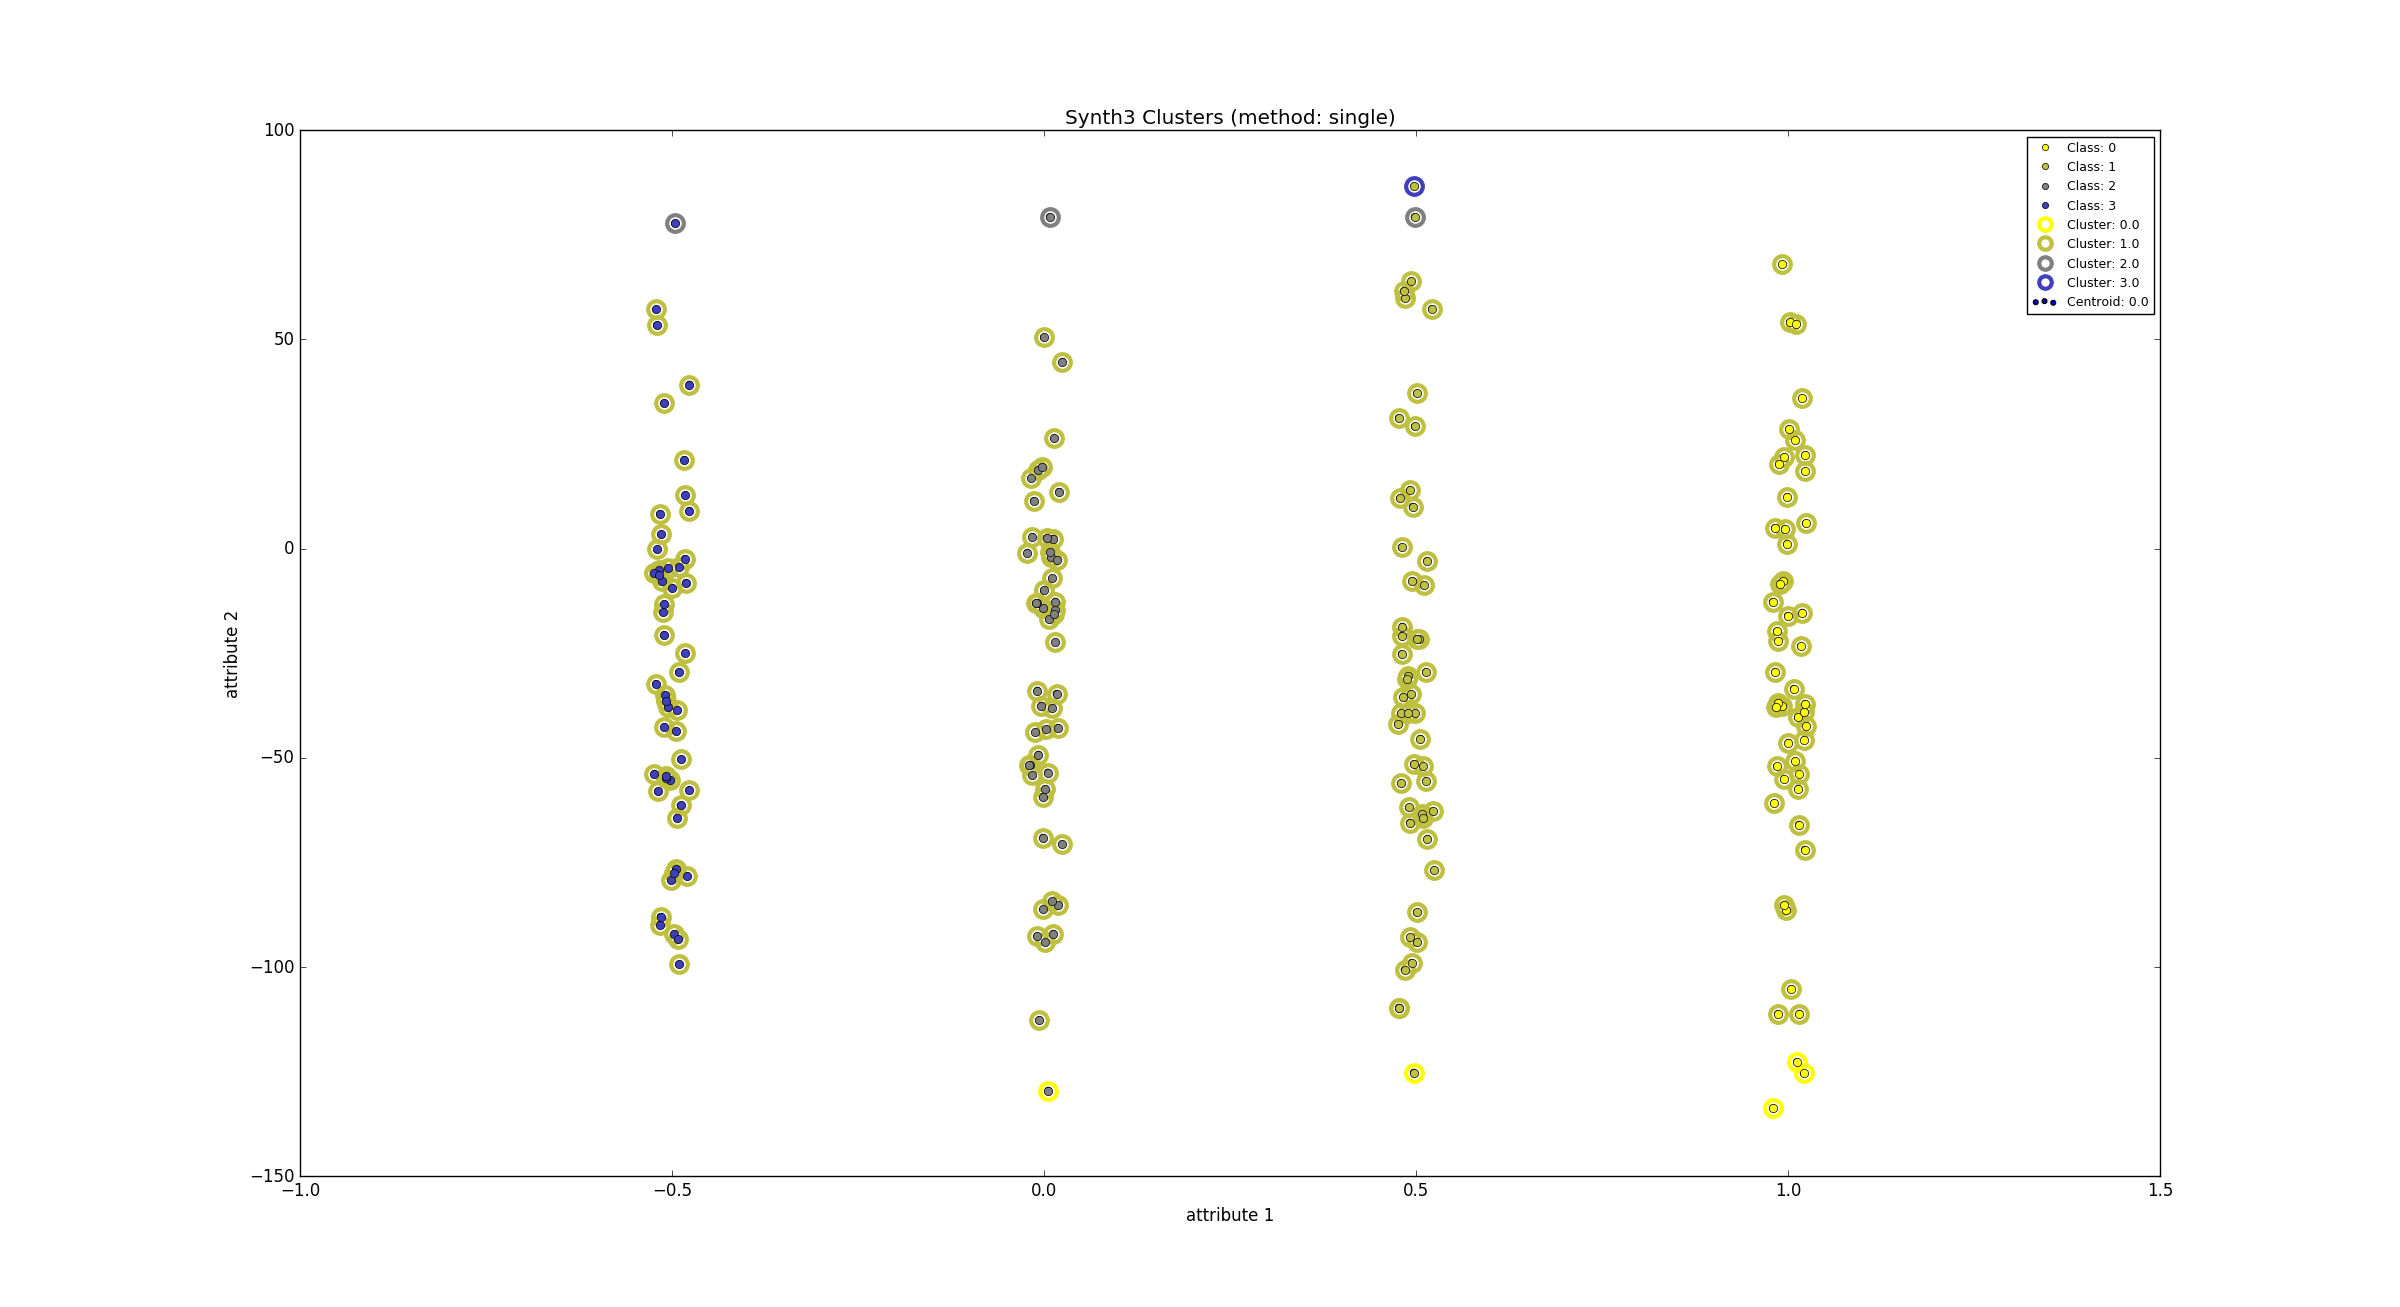 Synth3 Clusters (method: single)
100
50
0
−50
−100
−150
−1.0
−0.5
0.0
0.5
1.0
1.5
attribute 1
attribute 2
Class: 0
Class: 1
Class: 2
Class: 3
Cluster: 0.0
Cluster: 1.0
Cluster: 2.0
Cluster: 3.0
Centroid: 0.0